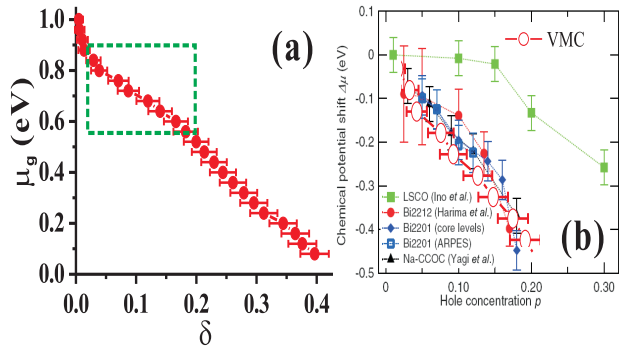 (a)
μg (eV)
1.0
0.8
0.6
0.4
0.2
0.0
0.0 0.1 0.2 0.3 0.4
δ
VMC
Chemical potential shift Δμ (eV)
0
-0.1
-0.2
-0.3
-0.4
-0.5
LSCO (Ino et al.)
Bi2212 (Harima et al.)
Bi2201 (core levels)
Bi2201 (ARPES)
Na-CCOC (Yagi et al.)
(b)
0 0.10 0.20 0.30
Hole concentration p